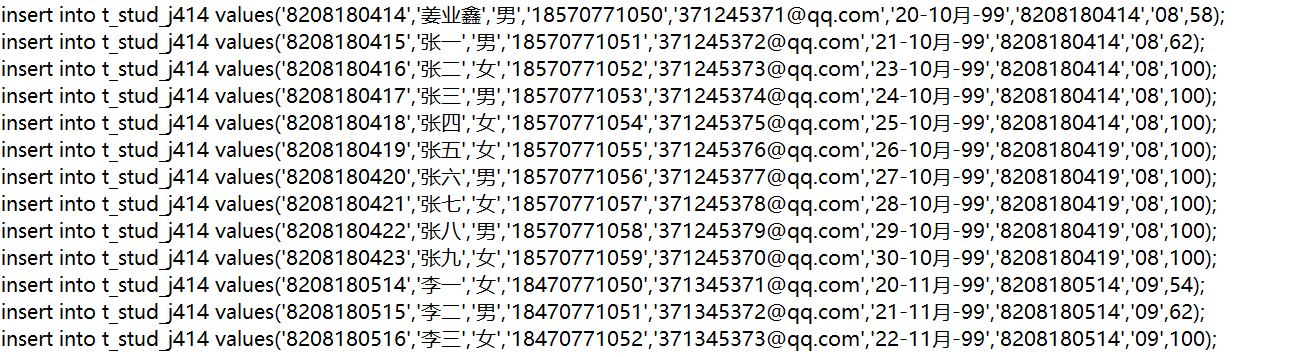 insert into t_stud_j414 values('8208180414','姜业鑫','男','18570771050','371245371@qq.com','20-10月-99','8208180414','08',58);
insert into t_stud_j414 values('8208180415','张一','男','18570771051','371245372@qq.com','21-10月-99','8208180414','08',62);
insert into t_stud_j414 values('8208180416','张二','女','18570771052','371245373@qq.com','23-10月-99','8208180414','08',100);
insert into t_stud_j414 values('8208180417','张三','男','18570771053','371245374@qq.com','24-10月-99','8208180414','08',100);
insert into t_stud_j414 values('8208180418','张四','女','18570771054','371245375@qq.com','25-10月-99','8208180414','08',100);
insert into t_stud_j414 values('8208180419','张五','女','18570771055','371245376@qq.com','26-10月-99','8208180419','08',100);
insert into t_stud_j414 values('8208180420','张六','男','18570771056','371245377@qq.com','27-10月-99','8208180419','08',100);
insert into t_stud_j414 values('8208180421','张七','女','18570771057','371245378@qq.com','28-10月-99','8208180419','08',100);
insert into t_stud_j414 values('8208180422','张八','男','18570771058','371245379@qq.com','29-10月-99','8208180419','08',100);
insert into t_stud_j414 values('8208180423','张九','女','18570771059','371245370@qq.com','30-10月-99','8208180419','08',100);
insert into t_stud_j414 values('8208180514','李一','女','18470771050','371345371@qq.com','20-11月-99','8208180514','09',54);
insert into t_stud_j414 values('8208180515','李二','男','18470771051','371345372@qq.com','21-11月-99','8208180514','09',62);
insert into t_stud_j414 values('8208180516','李三','女','18470771052','371345373@qq.com','22-11月-99','8208180514','09',100);